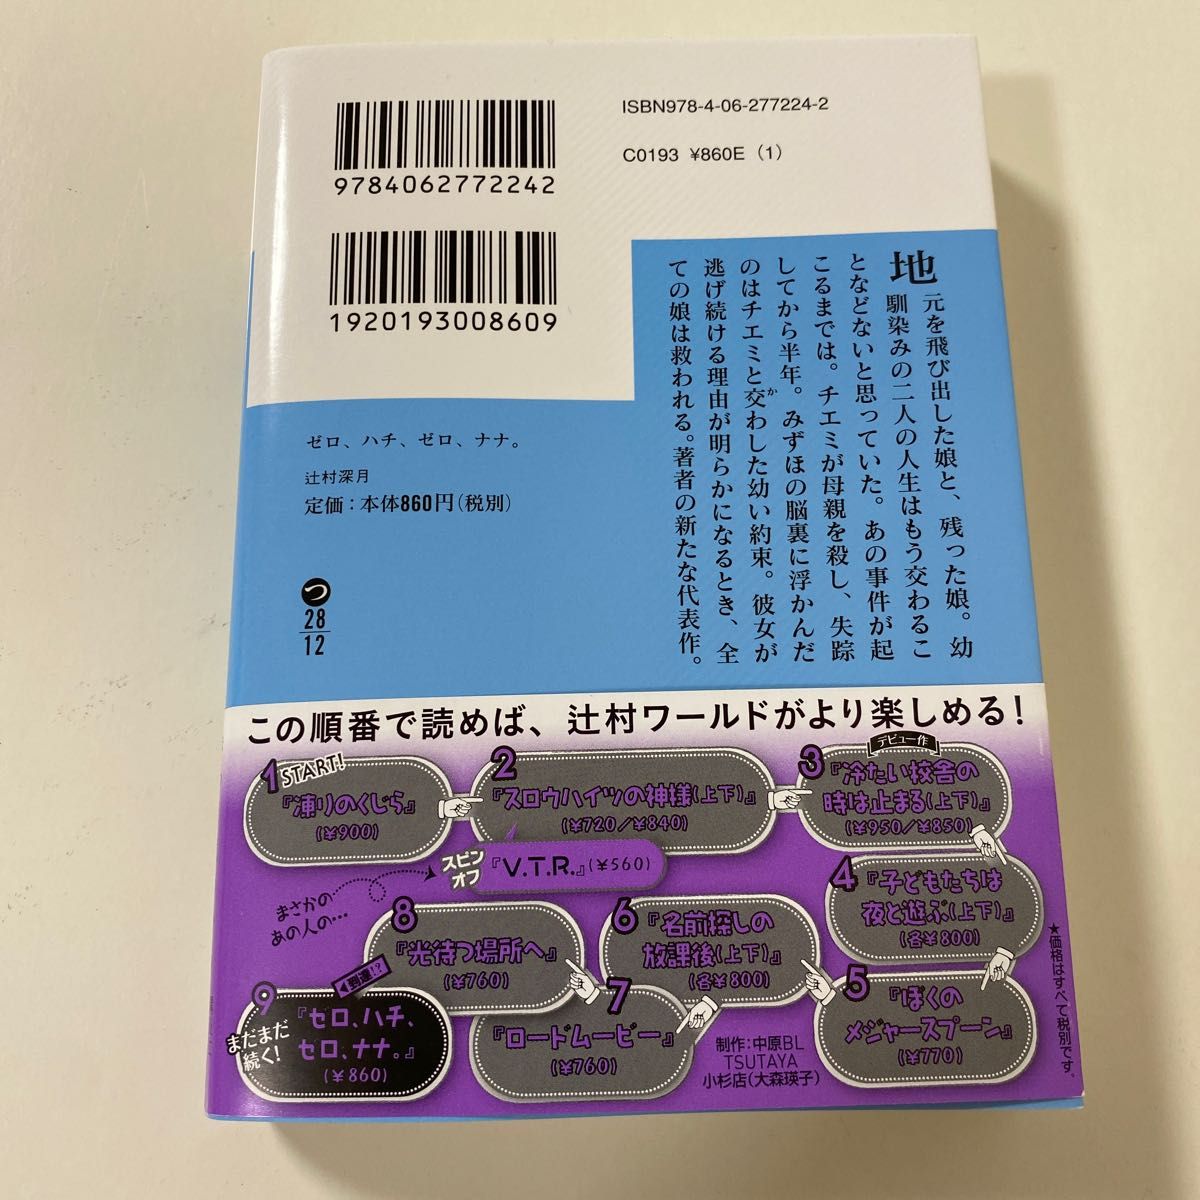 ISBN978-4-06-277224-2
C0193 ¥860E (1)
9784062772242
1920193008609
地元を飛び出した娘と、残った娘。幼
馴染みの二人の人生はもう交わるこ
となどないと思っていた。あの事件が起
こるまでは。チエミが母親を殺し、失踪
してから半年。みずほの脳裏に浮かんだ
のはチエミと交わした幼い約束。彼女が
か
逃げ続ける理由が明らかになるとき、全
ての娘は救われる。著者の新たな代表作。
ゼロ、ハチ、ゼロ、ナナ。
辻村深月
定価:本体860円(税別)
つ
28
12
この順番で読めば、辻村ワールドがより楽しめる!
1 START!
『凍りのくじら』
(¥900)
2
『スロウハイツの神様(上下)』
(¥720/¥840)
デビュー作
3
『冷たい校舎の
時は止まる(上下)』
(¥950/¥850)
スピン
オフ
『V.T.R.』(¥560)
まさかの…
あの人の…
4
『子どもたちは
夜と遊ぶ(上下)』
(各¥800)
5
『ぼくの
メジャースプーン』
(¥770)
6
『名前探しの
放課後(上下)』
(各¥800)
7
『ロードムービー』
(¥760)
8
『光待つ場所へ』
(¥760)
到達!?
9
『ゼロ、ハチ、
ゼロ、ナナ。』
(¥860)
まだまだ
続く!
制作:中原BL
TSUTAYA
小杉店(大森瑛子)
★価格はすべて税別です。